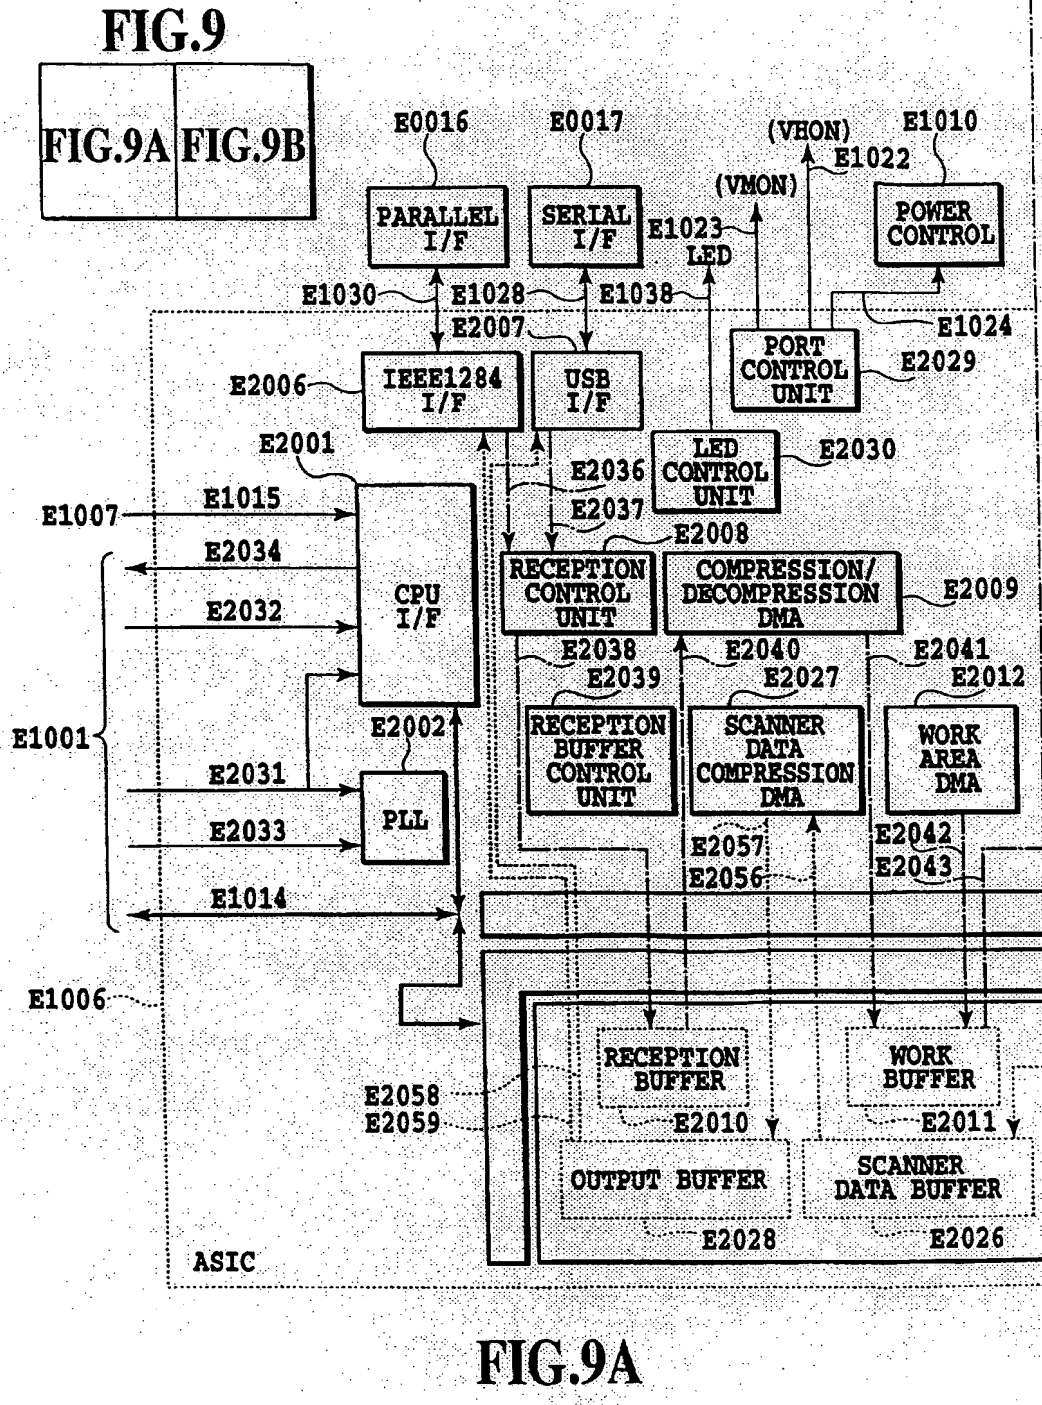 FIG.9
FIG.9A FIG.9B
E0016
E0017
(VHON)
E1010
E1022
(VMON)
PARALLEL
I/F
SERIAL
I/F
E1023
LED
POWER
CONTROL
E1030
E1028
E1038
E2007
E1024
PORT
CONTROL
UNIT
E2029
E2006
IEEE1284
I/F
USB
I/F
E2001
LED
CONTROL
UNIT
E2030
E2036
E1007
E1015
E2037
E2034
E2008
CPU
I/F
RECEPTION
CONTROL
UNIT
COMPRESSION/
DECOMPRESSION
DMA
E2009
E2032
E2038
E2040
E2041
E2039
E2027
E2012
E1001
E2002
RECEPTION
BUFFER
CONTROL
UNIT
SCANNER
DATA
COMPRESSION
DMA
WORK
AREA
DMA
E2031
PLL
E2033
E2057
E2042
E2056
E2043
E1014
E1006
RECEPTION
BUFFER
WORK
BUFFER
E2058
E2059
E2010
E2011
OUTPUT BUFFER
SCANNER
DATA BUFFER
E2028
E2026
ASIC
FIG.9A